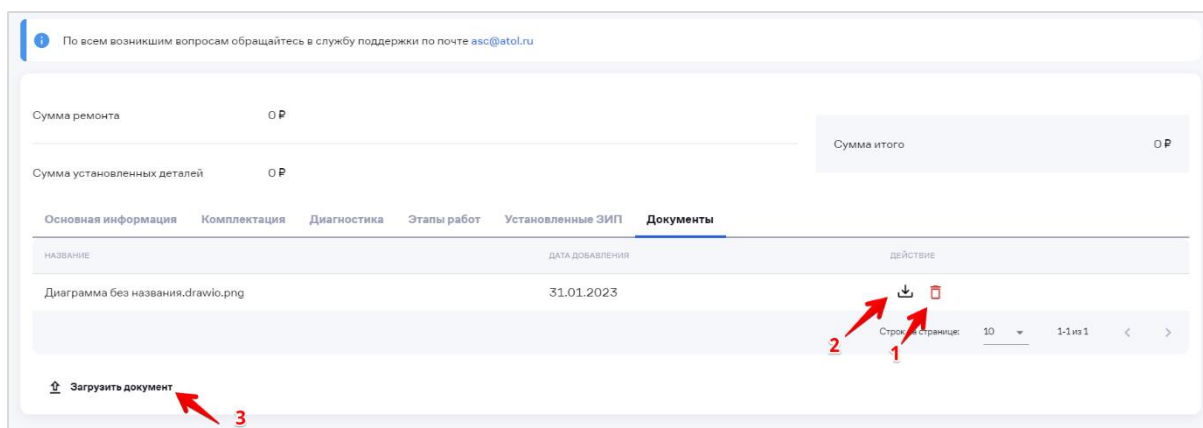 По всем возникшим вопросам обращайтесь в службу поддержки по почте asc@atol.ru
Сумма ремонта 0 ₽
Сумма итого 0 ₽
Сумма установленных деталей 0 ₽
Основная информация Комплектация Диагностика Этапы работ Установленные ЗИП Документы
НАЗВАНИЕ ДАТА ДОБАВЛЕНИЯ ДЕЙСТВИЕ
Диаграмма без названия.drawio.png 31.01.2023
Строк на странице: 10 1-1 из 1
2 1
Загрузить документ
3